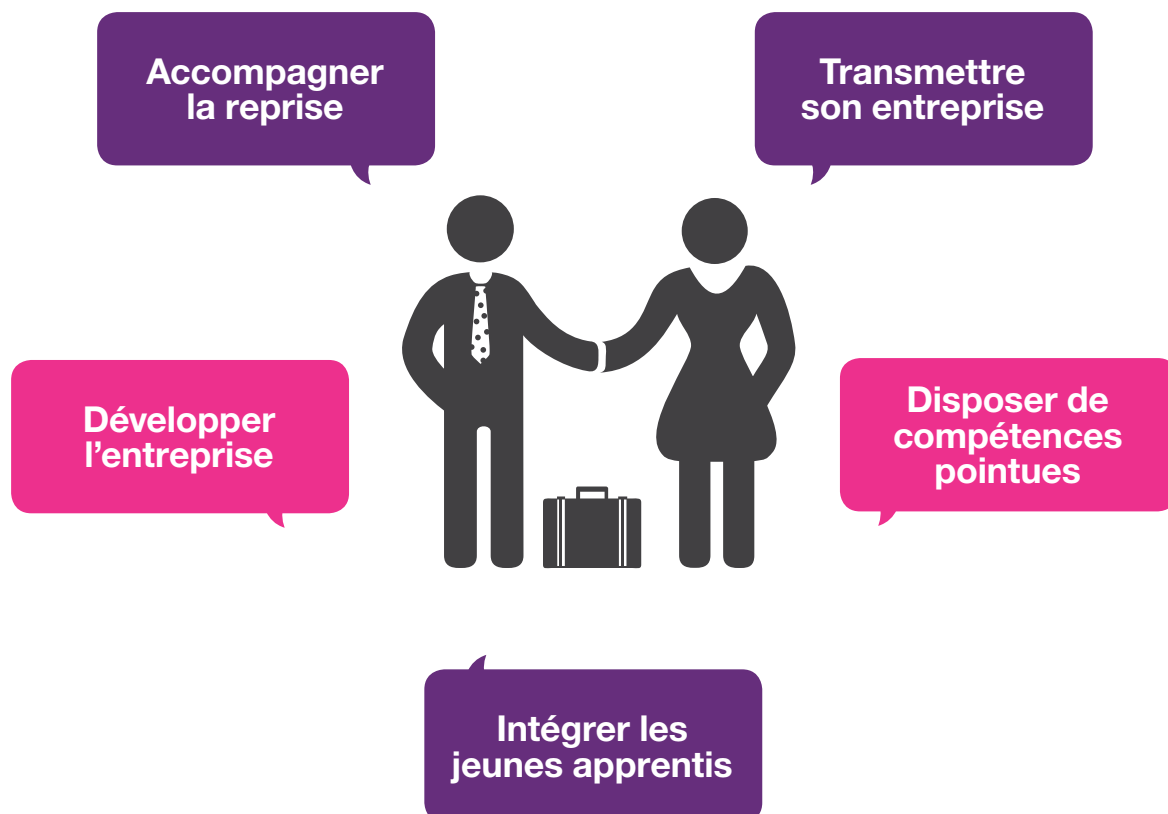 Accompagner
la reprise
Transmettre
son entreprise
Développer
l’entreprise
Disposer de
compétences
pointues
Intégrer les
jeunes apprentis